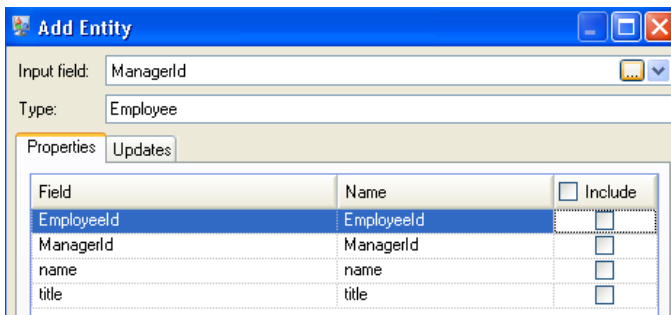 Add Entity
Input field: ManagerId ...
Type: Employee
Properties Updates
Field Name Include
EmployeeId EmployeeId
ManagerId ManagerId
name name
title title